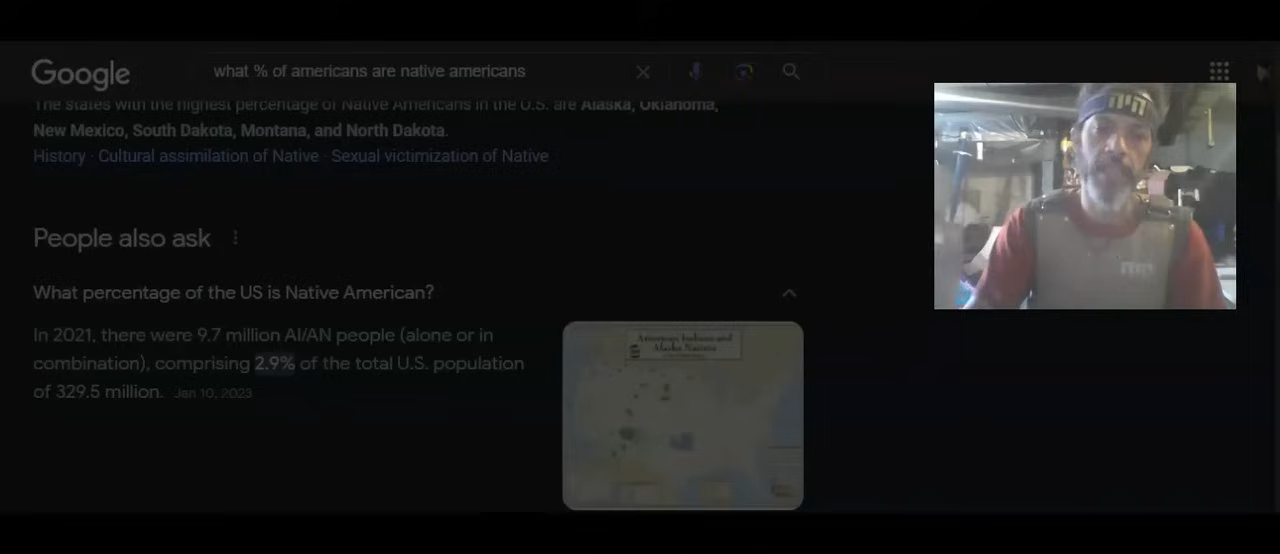 Google
what % of americans are native americans
The states with the highest percentage of Native Americans in the U.S. are Alaska, Oklahoma,
New Mexico, South Dakota, Montana, and North Dakota.
History · Cultural assimilation of Native · Sexual victimization of Native
People also ask
What percentage of the US is Native American?
In 2021, there were 9.7 million AI/AN people (alone or in
combination), comprising 2.9% of the total U.S. population
of 329.5 million. Jan 10, 2023
American Indians and
Alaska Natives